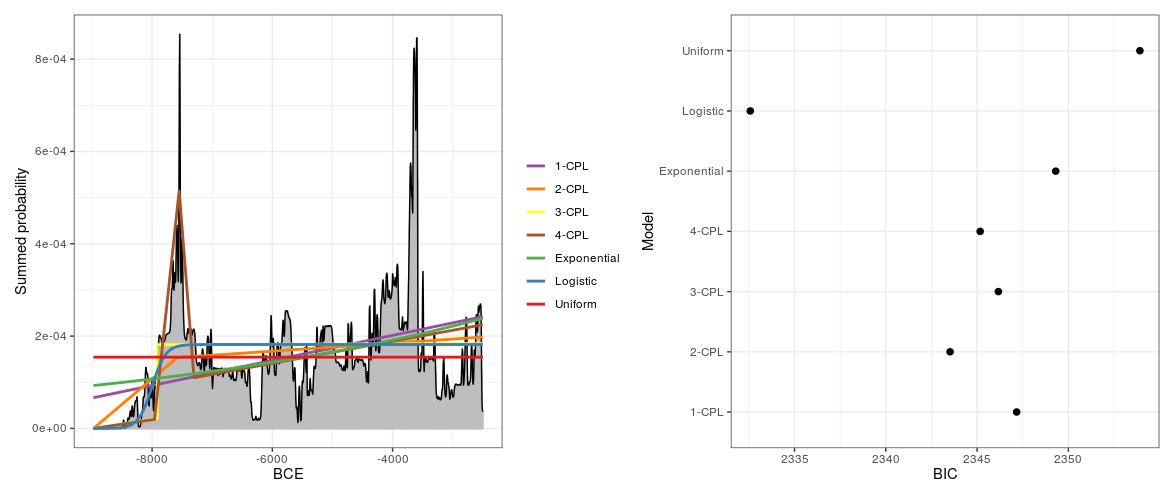 Summed probability
8e-04
6e-04
4e-04
2e-04
0e+00
-8000
-6000
-4000
BCE
1-CPL
2-CPL
3-CPL
4-CPL
Exponential
Logistic
Uniform
Model
Uniform
Logistic
Exponential
4-CPL
3-CPL
2-CPL
1-CPL
2335
2340
2345
2350
BIC